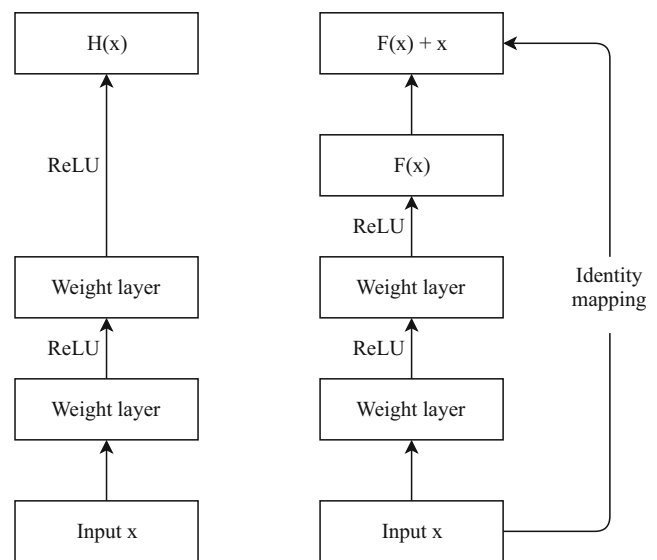 H(x)
ReLU
Weight layer
ReLU
Weight layer
Input x
F(x) + x
F(x)
ReLU
Weight layer
ReLU
Weight layer
Input x
Identity
mapping